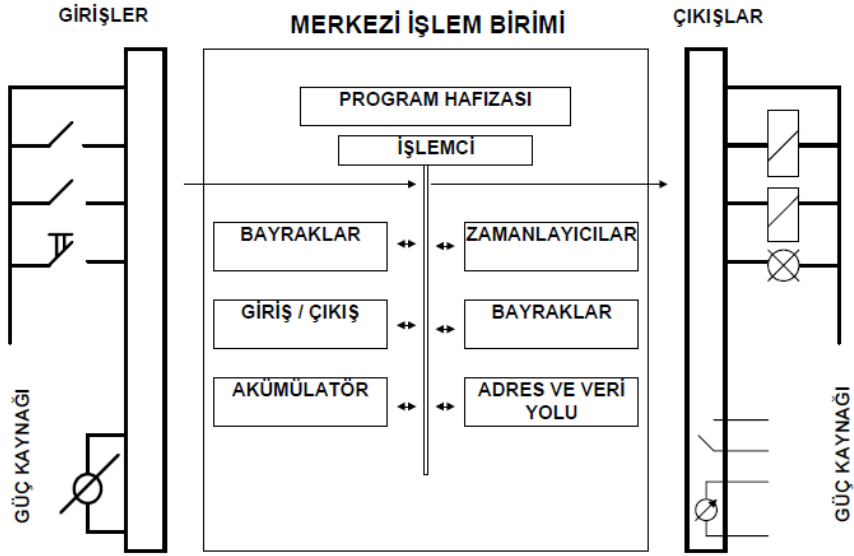 GİRİŞLER
MERKEZİ İŞLEM BİRİMİ
ÇIKIŞLAR
PROGRAM HAFIZASI
İŞLEMCİ
BAYRAKLAR
ZAMANLAYICILAR
GİRİŞ / ÇIKIŞ
BAYRAKLAR
AKÜMÜLATÖR
ADRES VE VERİ
YOLU
GÜÇ KAYNAĞI
GÜÇ KAYNAĞI